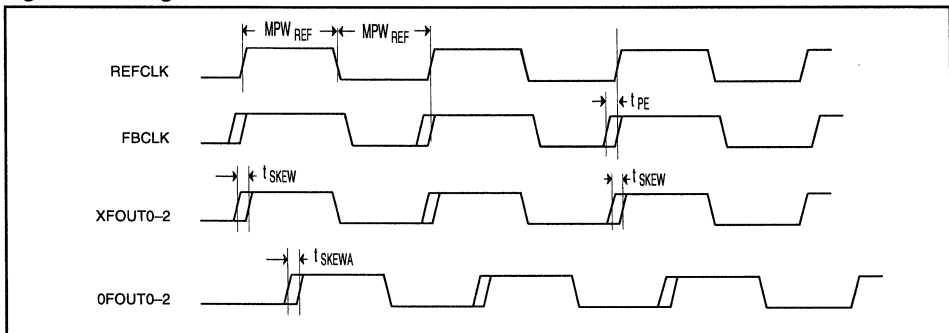 MPW REF MPW REF
REFCLK
t PE
FBCLK
t SKEW t SKEW
XFOUT0–2
t SKEWA
0FOUT0–2